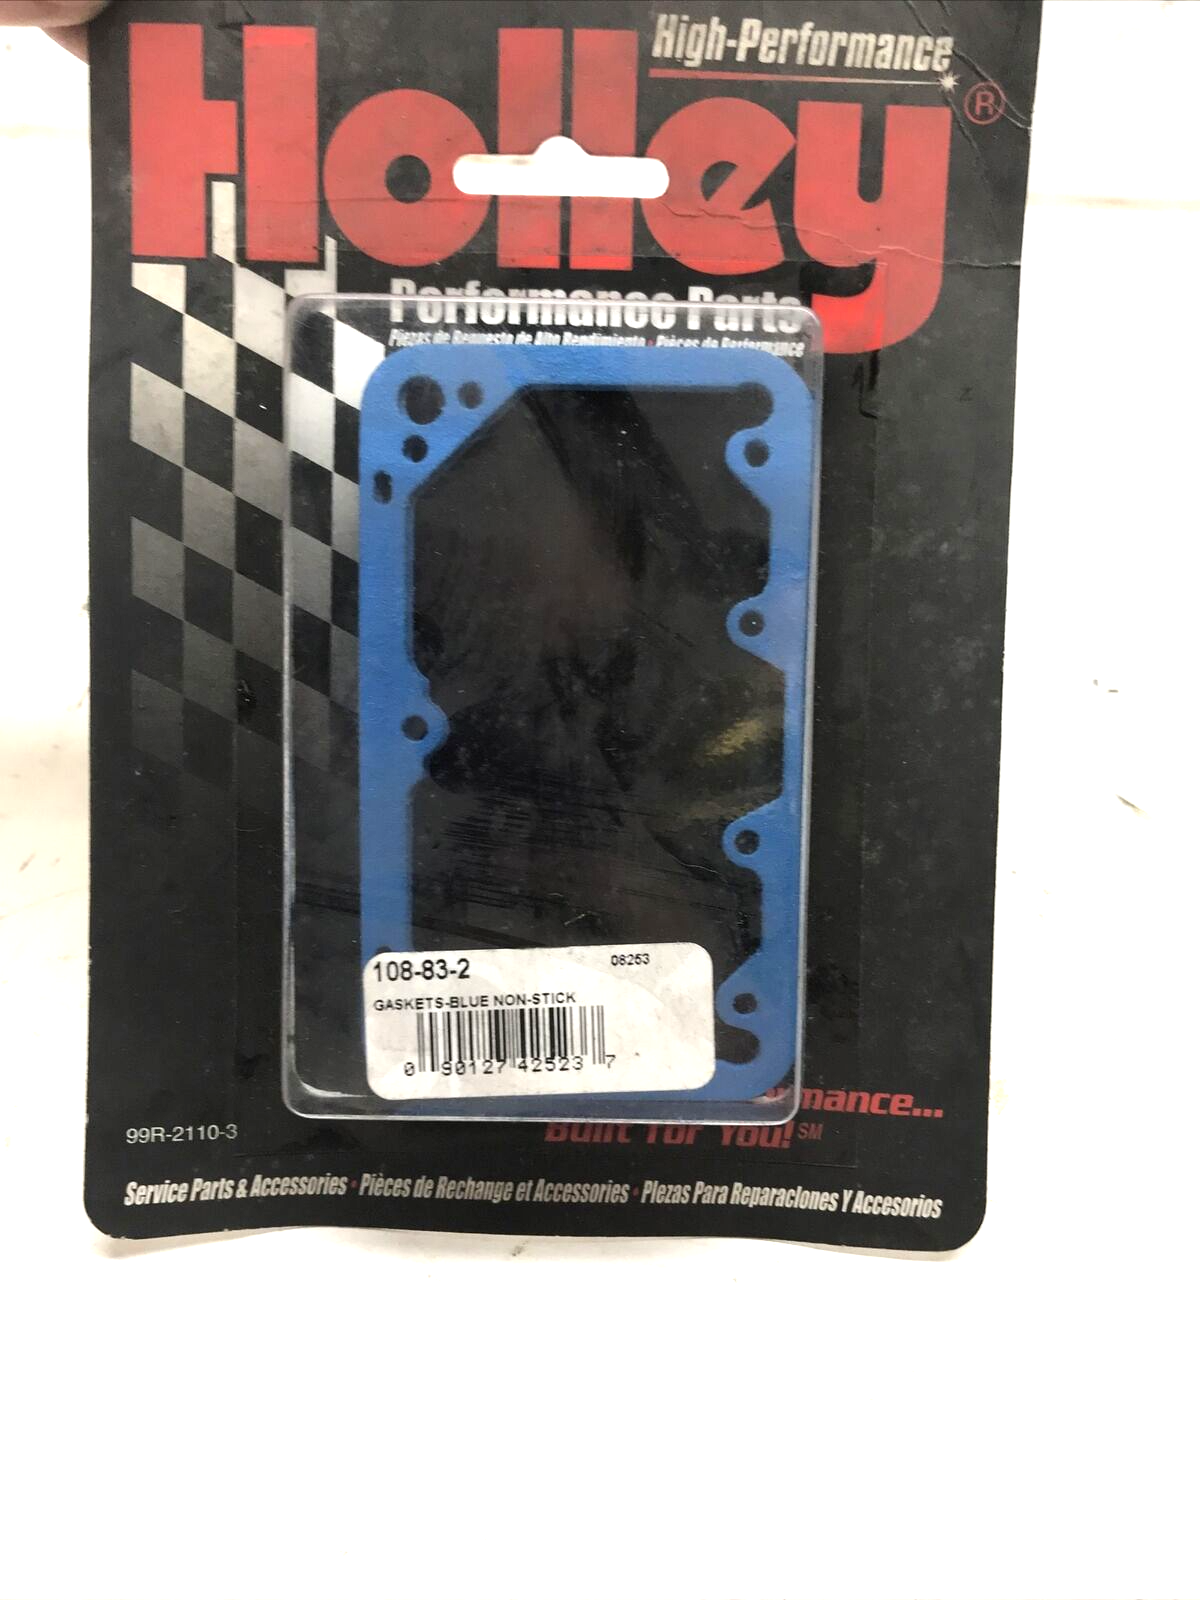 High-Performance
Holley®
Performance Parts
Piezas de Repuesto de Alto Rendimiento • Pièces de Performance
108-83-2 08263
GASKETS-BLUE NON-STICK
0 90127 42523 7
mance...
Built for You!℠
99R-2110-3
Service Parts & Accessories • Pièces de Rechange et Accessories • Piezas Para Reparaciones Y Accesorios